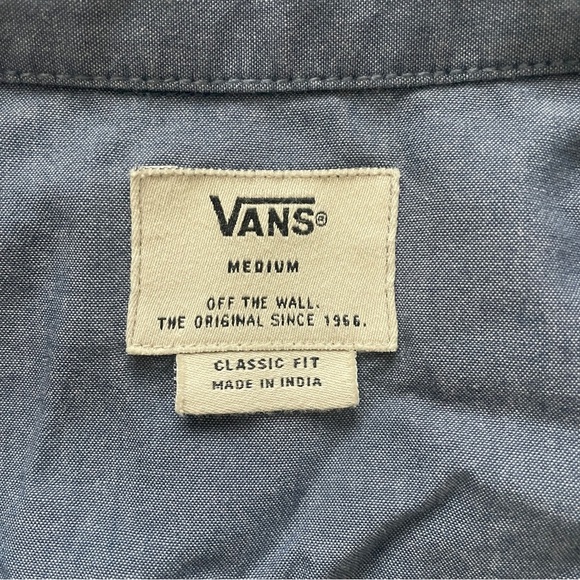 VANS®
MEDIUM
OFF THE WALL.
THE ORIGINAL SINCE 1966.
CLASSIC FIT
MADE IN INDIA